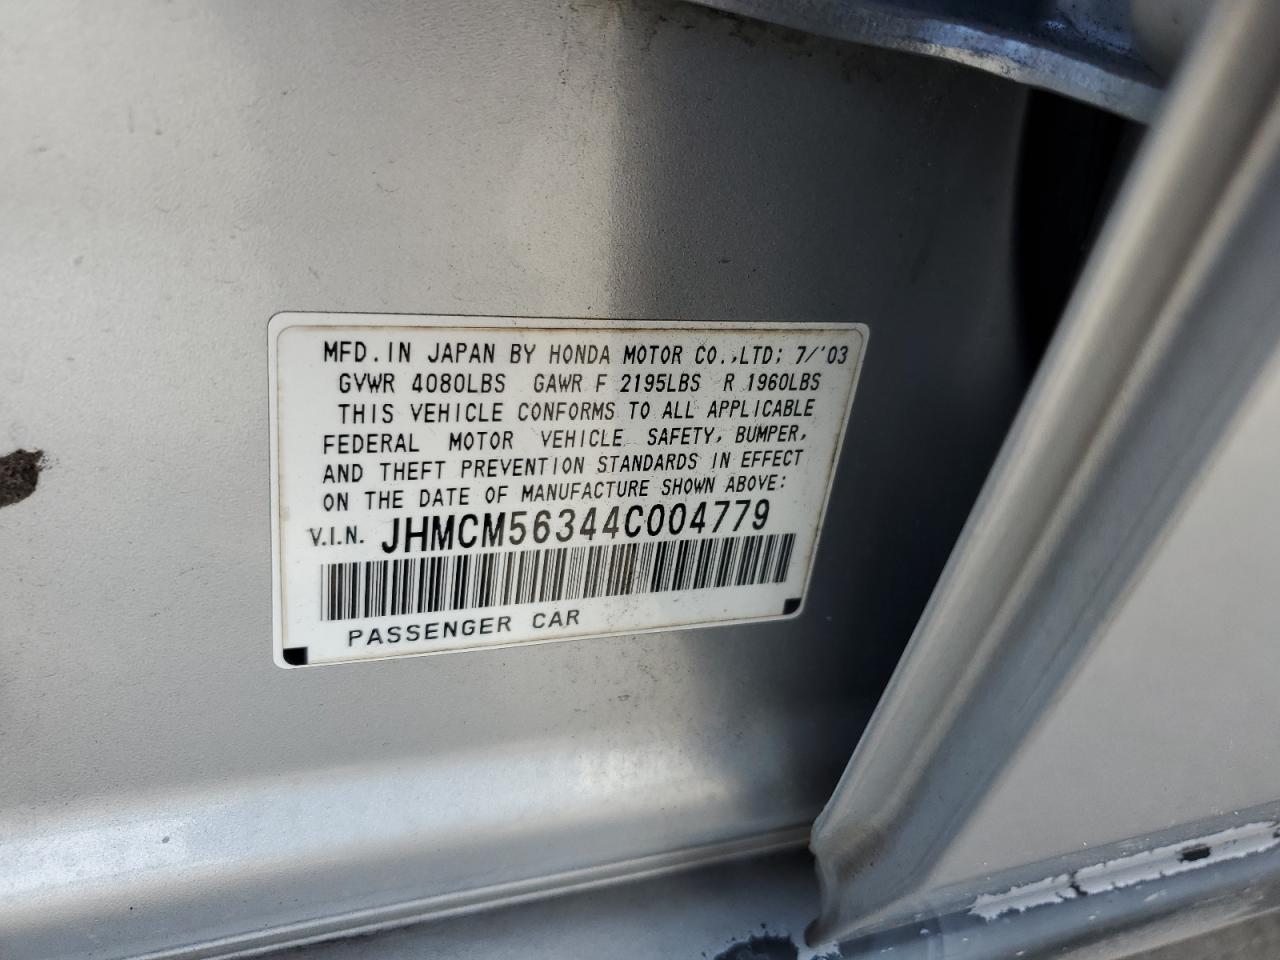 MFD. IN JAPAN BY HONDA MOTOR CO.,LTD; 7/'03
GVWR 4080LBS GAWR F 2195LBS R 1960LBS
THIS VEHICLE CONFORMS TO ALL APPLICABLE
FEDERAL MOTOR VEHICLE SAFETY, BUMPER,
AND THEFT PREVENTION STANDARDS IN EFFECT
ON THE DATE OF MANUFACTURE SHOWN ABOVE:
V.I.N. JHMCM56344C004779
PASSENGER CAR